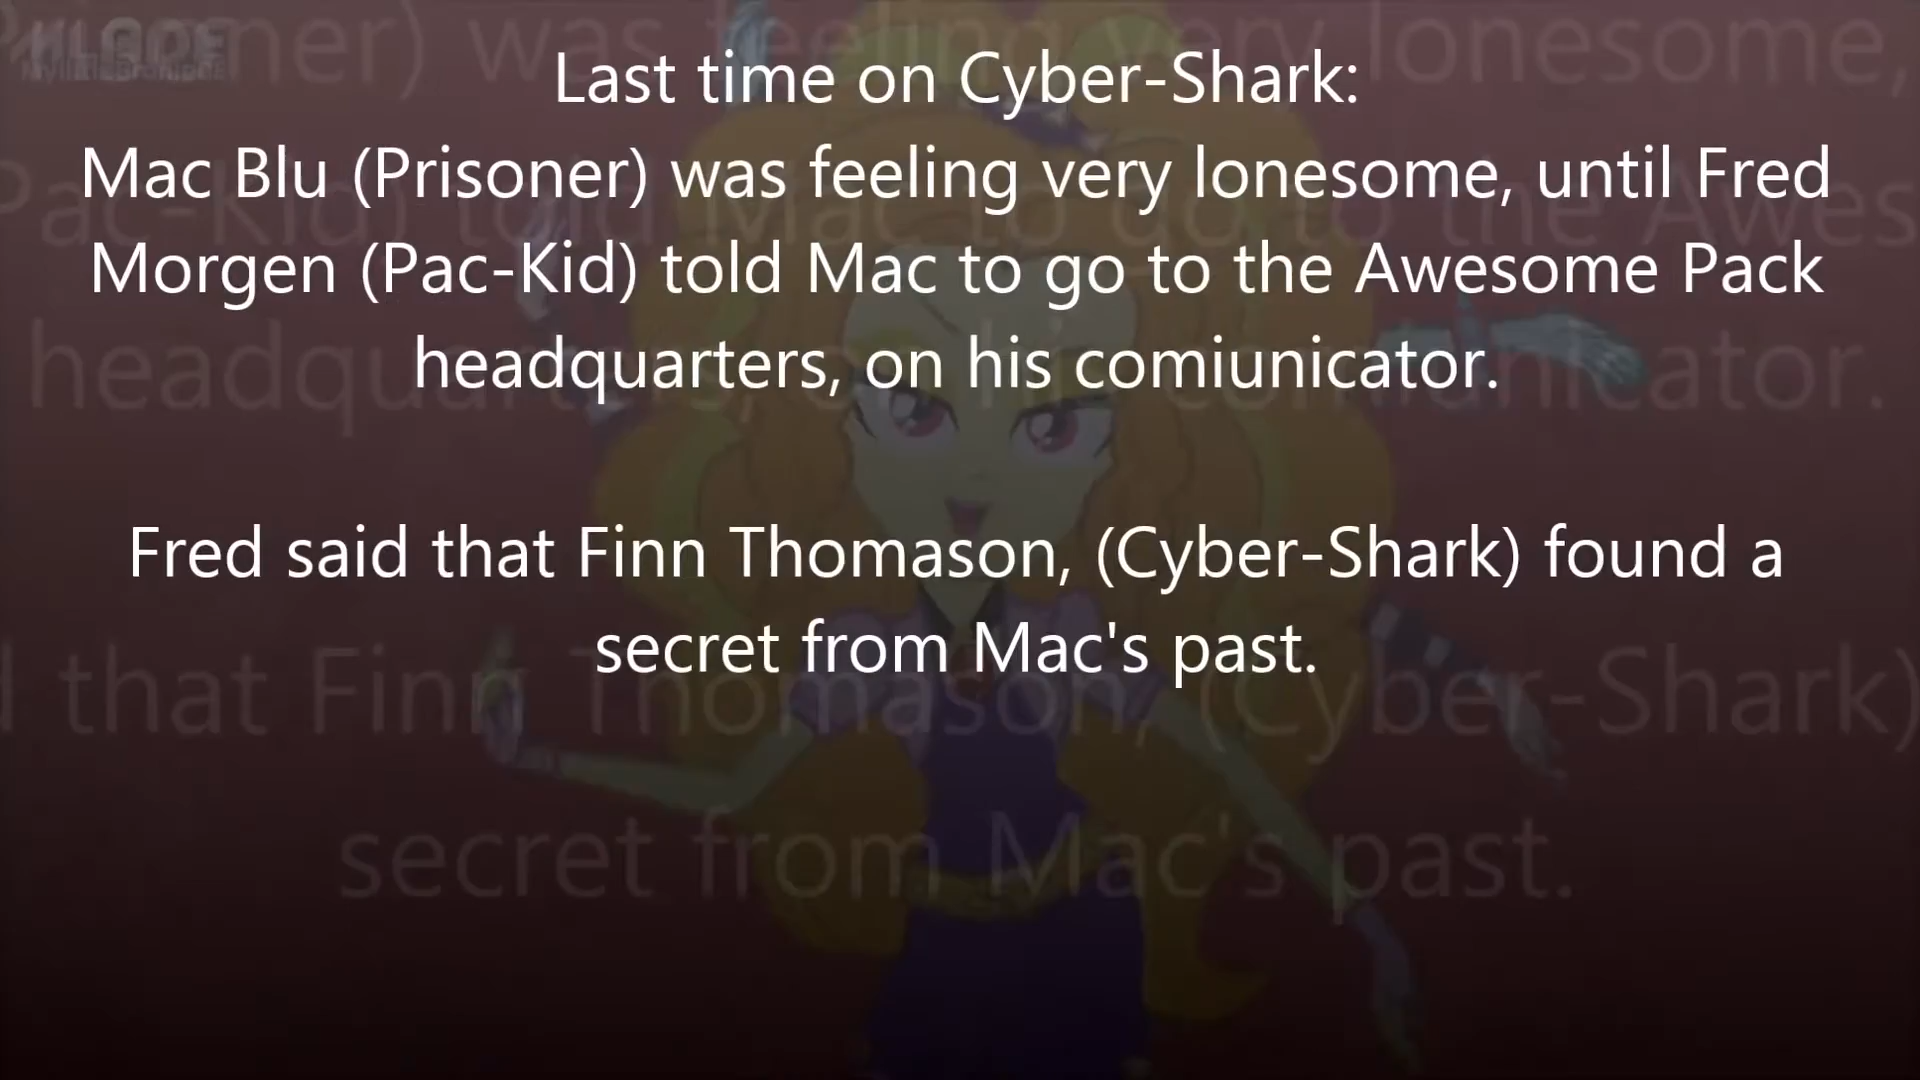 Last time on Cyber-Shark:
Mac Blu (Prisoner) was feeling very lonesome, until Fred
Morgen (Pac-Kid) told Mac to go to the Awesome Pack
headquarters, on his comiunicator.
Fred said that Finn Thomason, (Cyber-Shark) found a
secret from Mac's past.